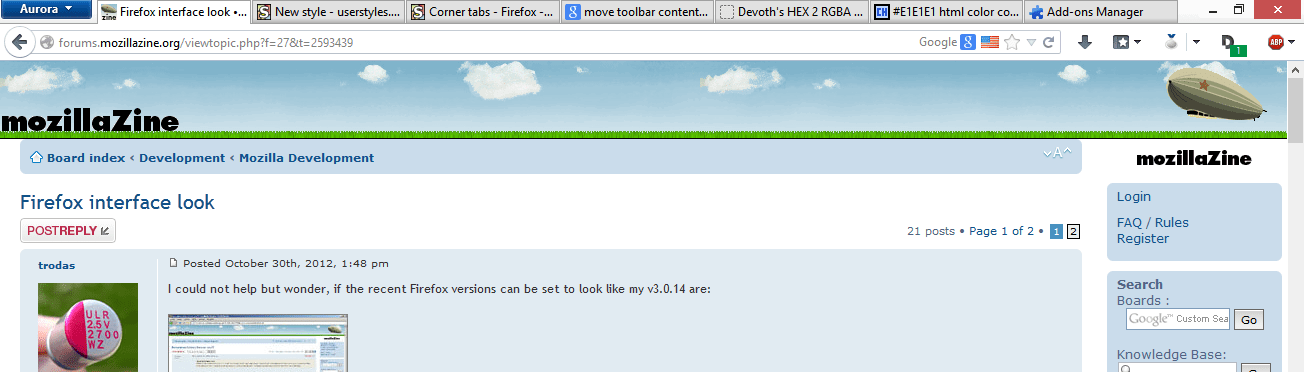 Aurora
Firefox interface look •...
New style - userstyles....
Corner tabs - Firefox -...
move toolbar content...
Devoth's HEX 2 RGBA ...
#E1E1E1 html color co...
Add-ons Manager
forums.mozillazine.org/viewtopic.php?f=27&t=2593439
Google
1
ABP
mozillaZine
Board index ‹ Development ‹ Mozilla Development
A
mozillaZine
Login
FAQ / Rules
Register
Firefox interface look
POSTREPLY
21 posts • Page 1 of 2 • 1 2
trodas
Posted October 30th, 2012, 1:48 pm
I could not help but wonder, if the recent Firefox versions can be set to look like my v3.0.14 are:
ULR
2.5V
2700
WZ
Search
Boards :
Google™ Custom Sea
Go
Knowledge Base: